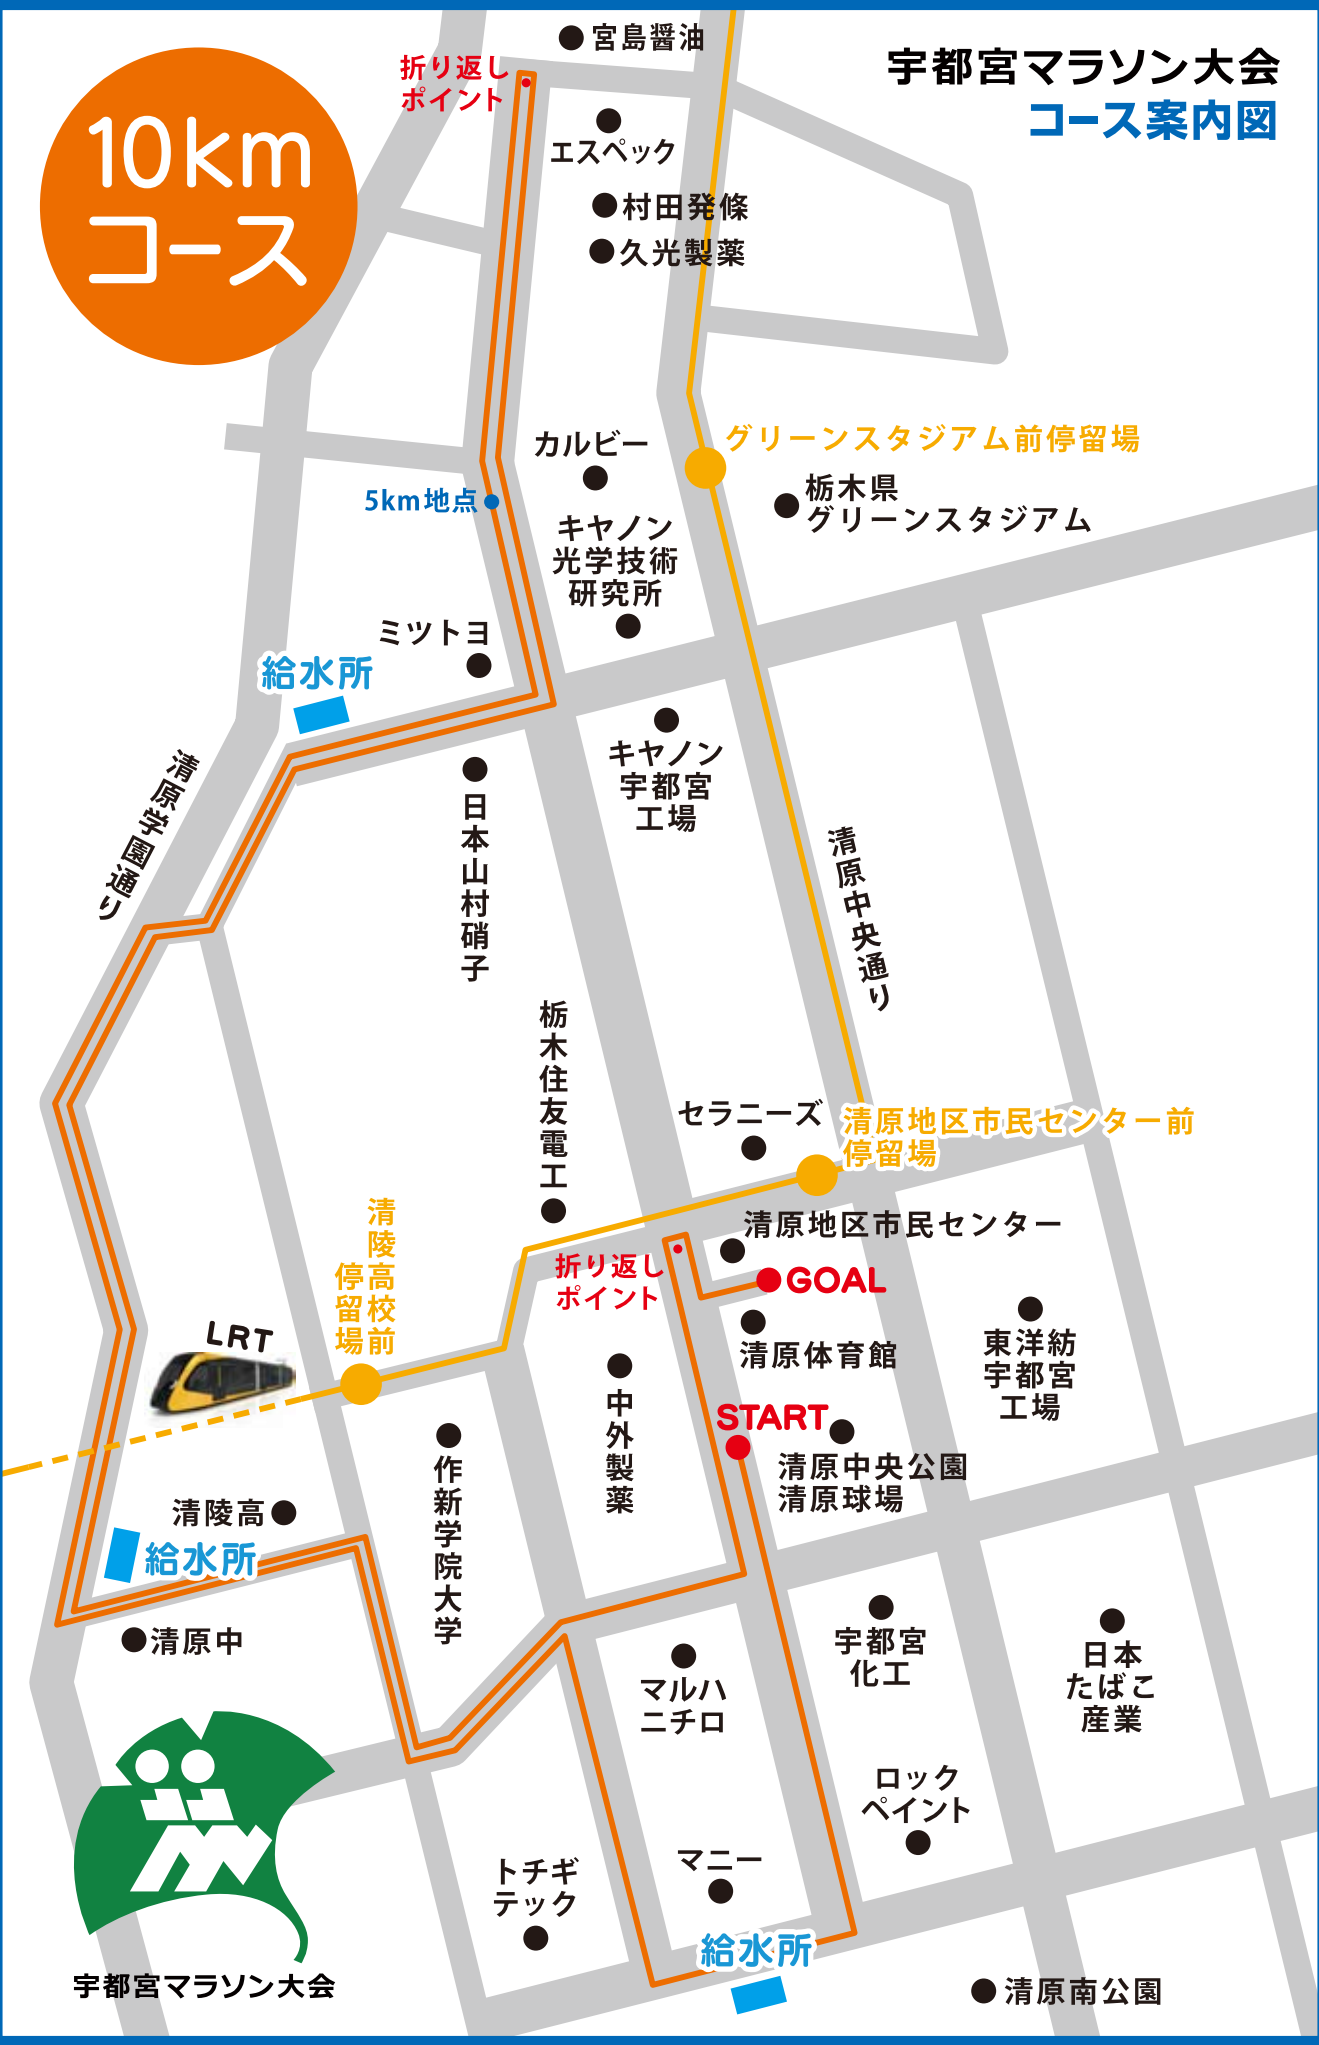 宮島醤油
折り返し
ポイント
宇都宮マラソン大会
コース案内図
10km
コース
エスペック
村田発條
久光製薬
カルビー
グリーンスタジアム前停留場
栃木県
グリーンスタジアム
5km地点
キヤノン
光学技術
研究所
ミツトヨ
給水所
キヤノン
宇都宮
工場
清原学園通り
日本山村硝子
清原中央通り
栃木住友電工
セラニーズ
清原地区市民センター前
停留場
清陵高校前
停留場
清原地区市民センター
折り返し
ポイント
GOAL
清原体育館
LRT
東洋紡
宇都宮
工場
中外製薬
START
清原中央公園
清原球場
作新学院大学
清陵高
給水所
清原中
宇都宮
化工
日本
たばこ
産業
マルハ
ニチロ
ロック
ペイント
トチギ
テック
マニー
給水所
宇都宮マラソン大会
清原南公園